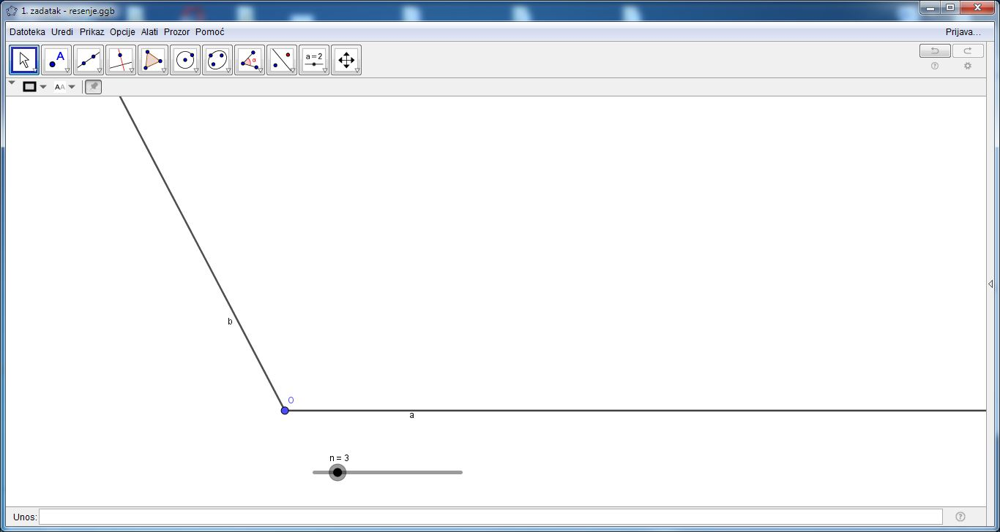 1. zadatak - resenje.ggb
Datoteka Uredi Prikaz Opcije Alati Prozor Pomoć
Prijava...
A
α
a = 2
AA
b
O
a
n = 3
Unos: